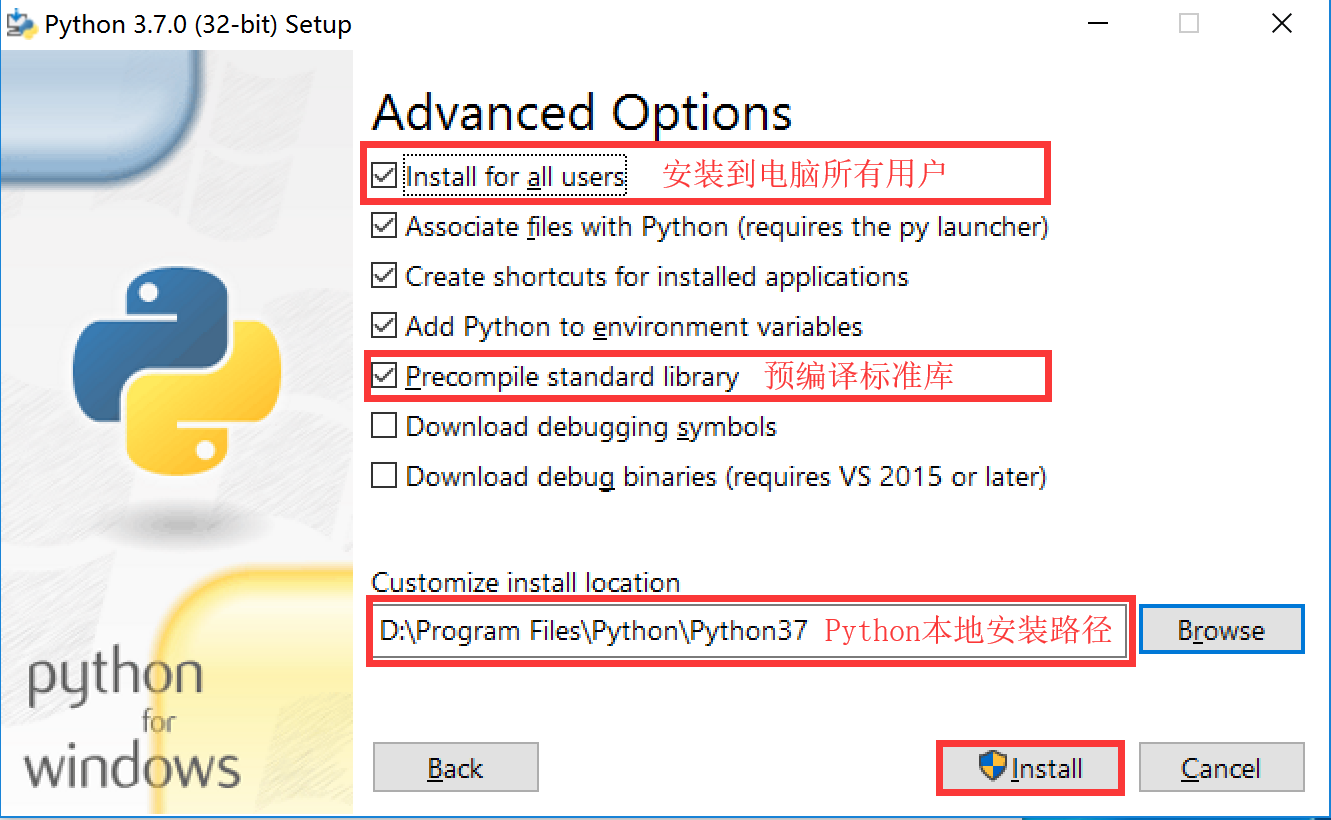 Python 3.7.0 (32-bit) Setup
Advanced Options
Install for all users 安装到电脑所有用户
Associate files with Python (requires the py launcher)
Create shortcuts for installed applications
Add Python to environment variables
Precompile standard library 预编译标准库
Download debugging symbols
Download debug binaries (requires VS 2015 or later)
Customize install location
D:\Program Files\Python\Python37 Python本地安装路径 Browse
python
for
windows
Back Install Cancel